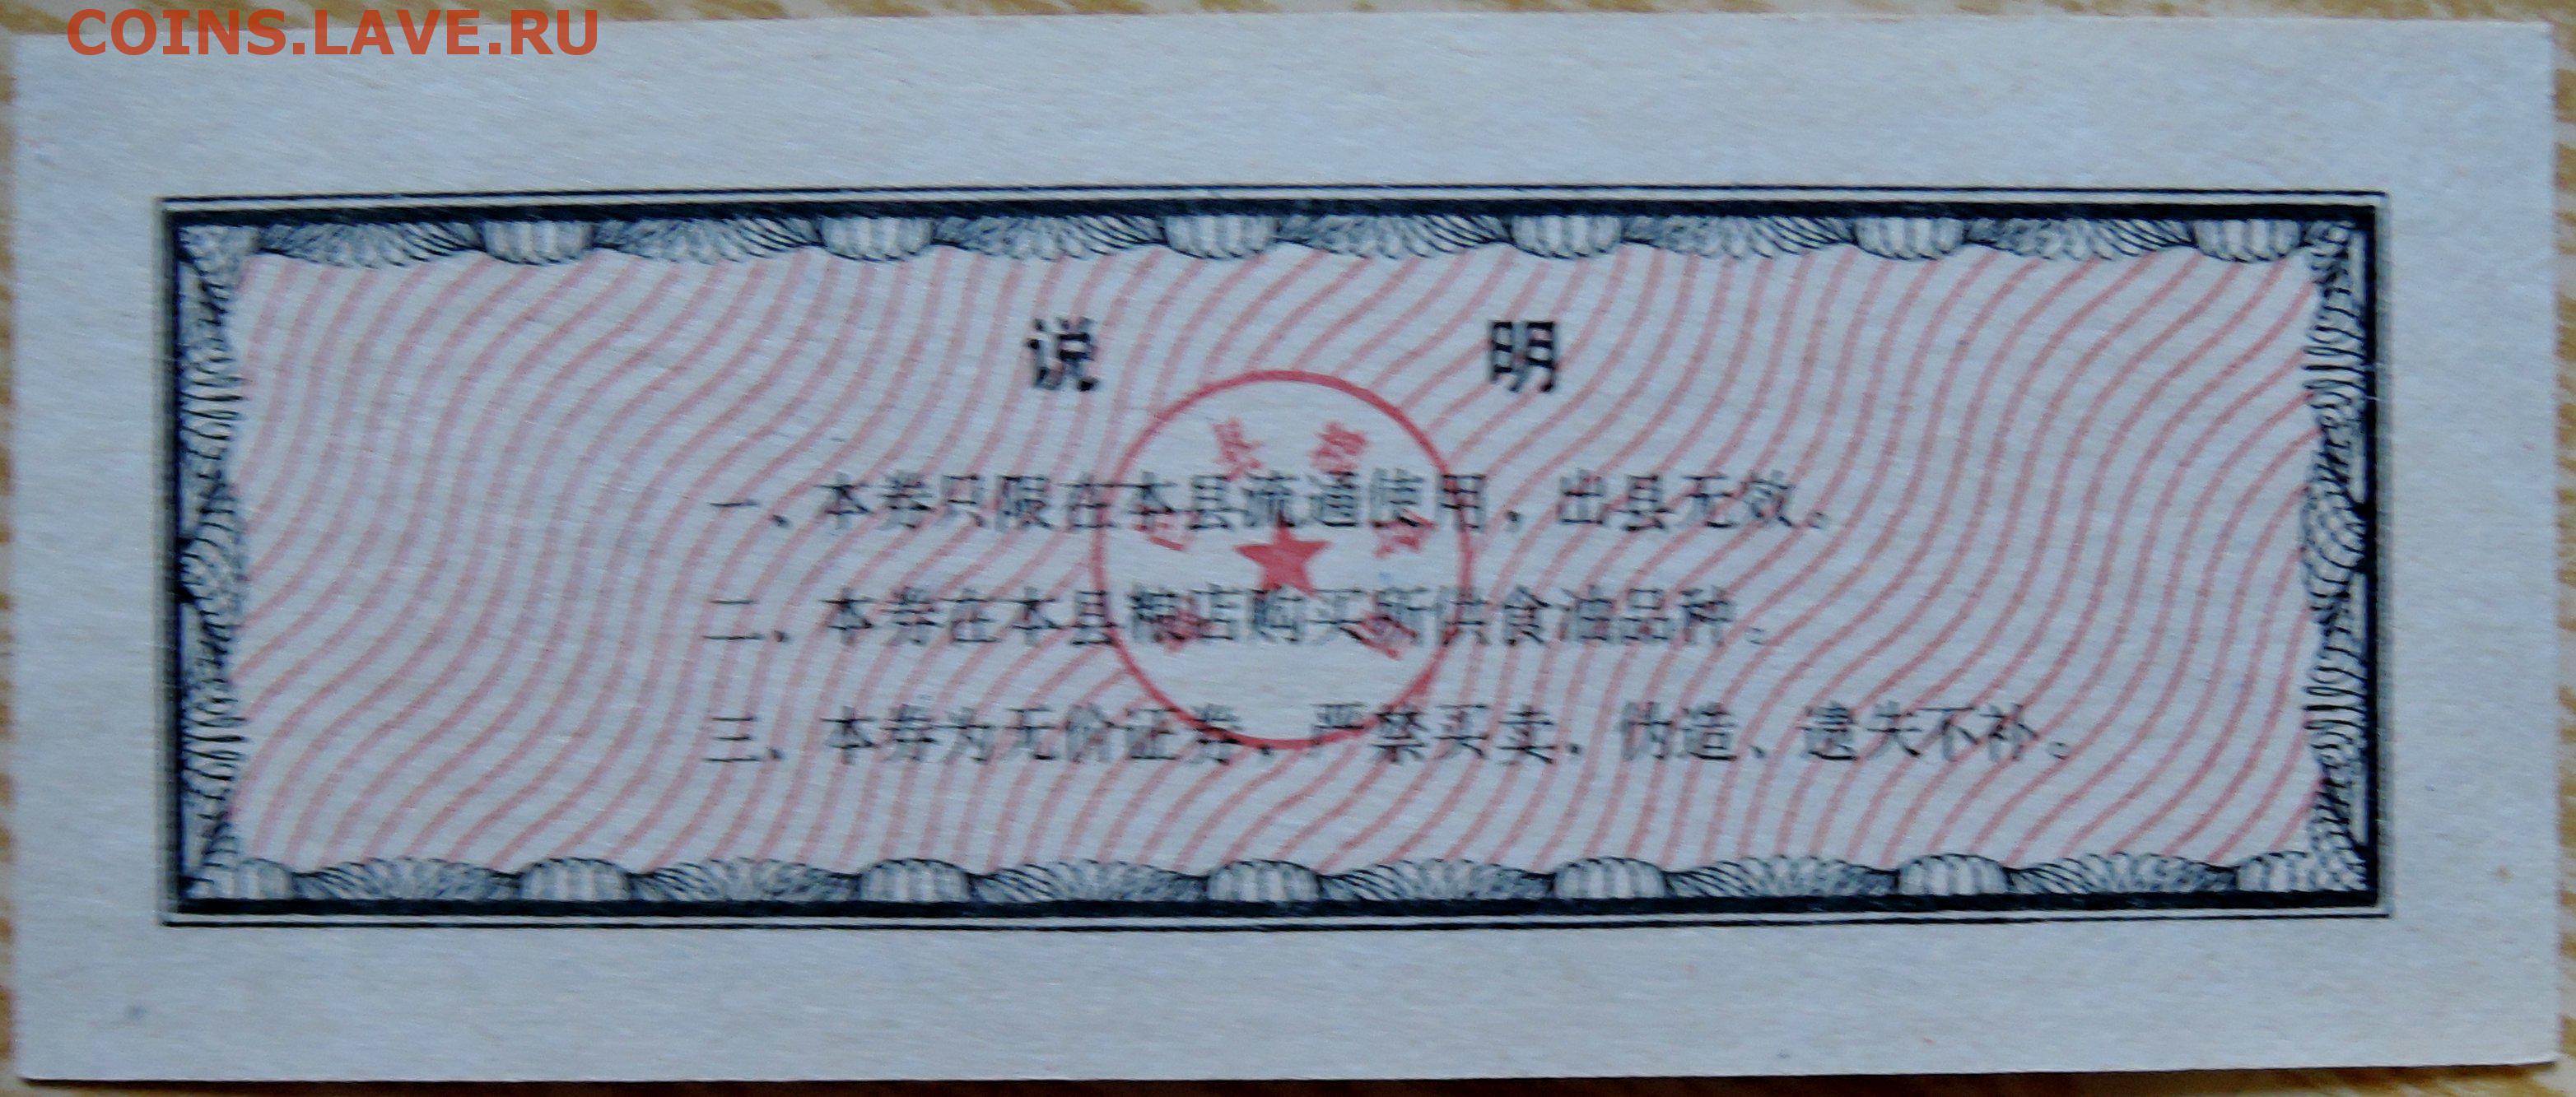 COINS.LAVE.RU
说 明
一、本券只限在本县流通使用，出县无效。
二、本券在本县粮店购买所供食油品种。
三、本券为无价证券，严禁买卖，伪造、遗失不补。
县 粮